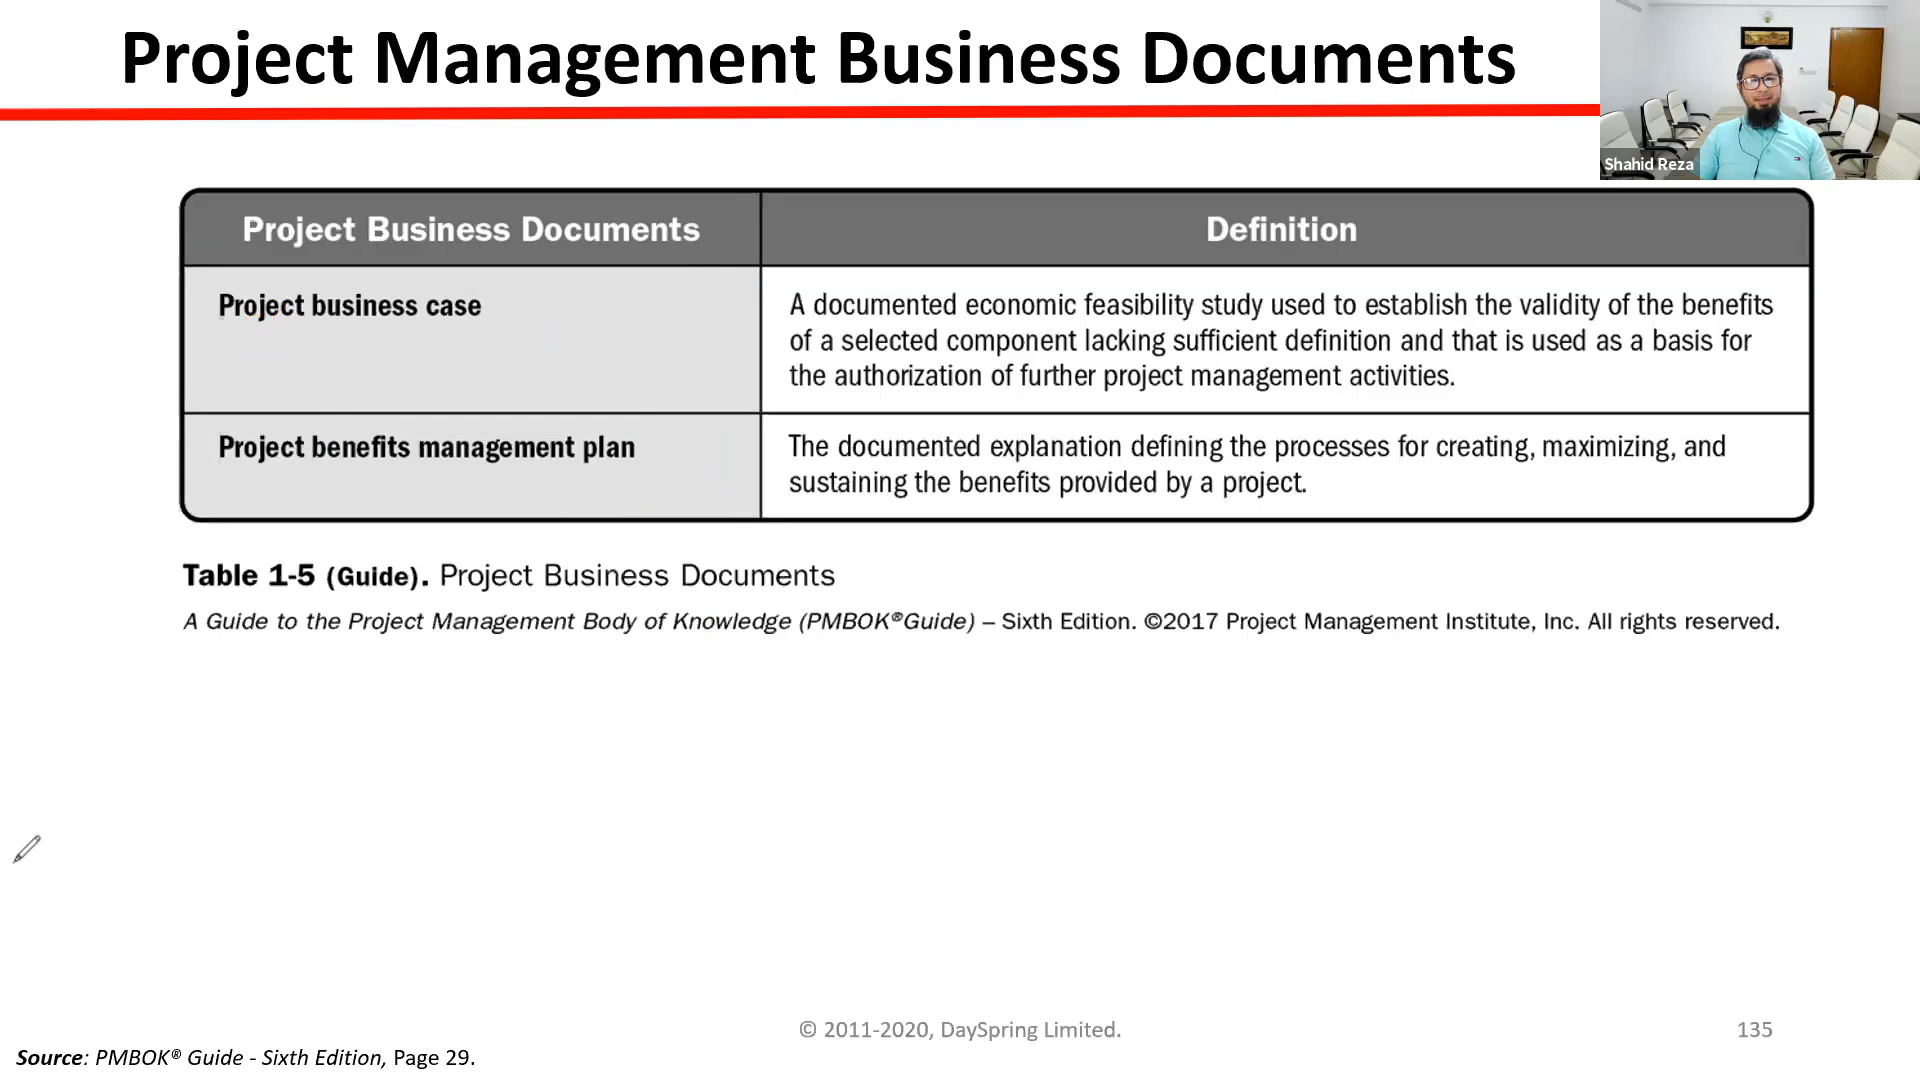 Project Management Business Documents
Shahid Reza
Project Business Documents
Definition
Project business case
A documented economic feasibility study used to establish the validity of the benefits
of a selected component lacking sufficient definition and that is used as a basis for
the authorization of further project management activities.
Project benefits management plan
The documented explanation defining the processes for creating, maximizing, and
sustaining the benefits provided by a project.
Table 1-5 (Guide). Project Business Documents
A Guide to the Project Management Body of Knowledge (PMBOK®Guide) – Sixth Edition. ©2017 Project Management Institute, Inc. All rights reserved.
© 2011-2020, DaySpring Limited.
135
Source: PMBOK® Guide - Sixth Edition, Page 29.